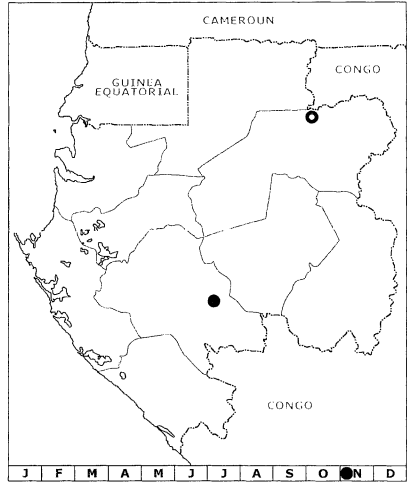 CAMEROUN
CONGO
GUINEA
EQUATORIAL
CONGO
J F M A M J J A S O N D